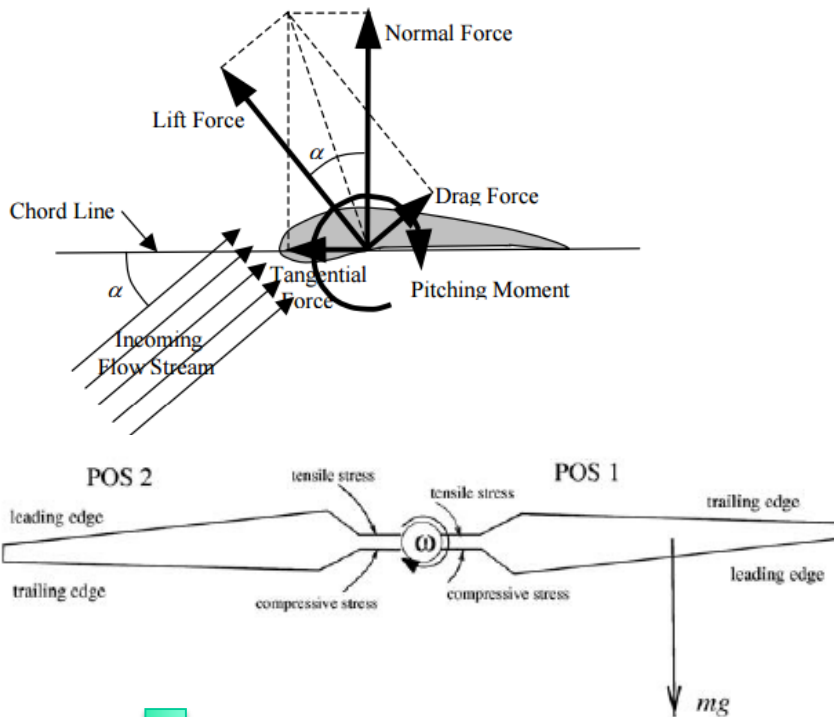 Normal Force
Lift Force
α
Drag Force
Chord Line
Tangential
Force
α
Pitching Moment
Incoming
Flow Stream
POS 2
tensile stress
POS 1
tensile stress
leading edge
trailing edge
ω
trailing edge
leading edge
compressive stress
compressive stress
mg